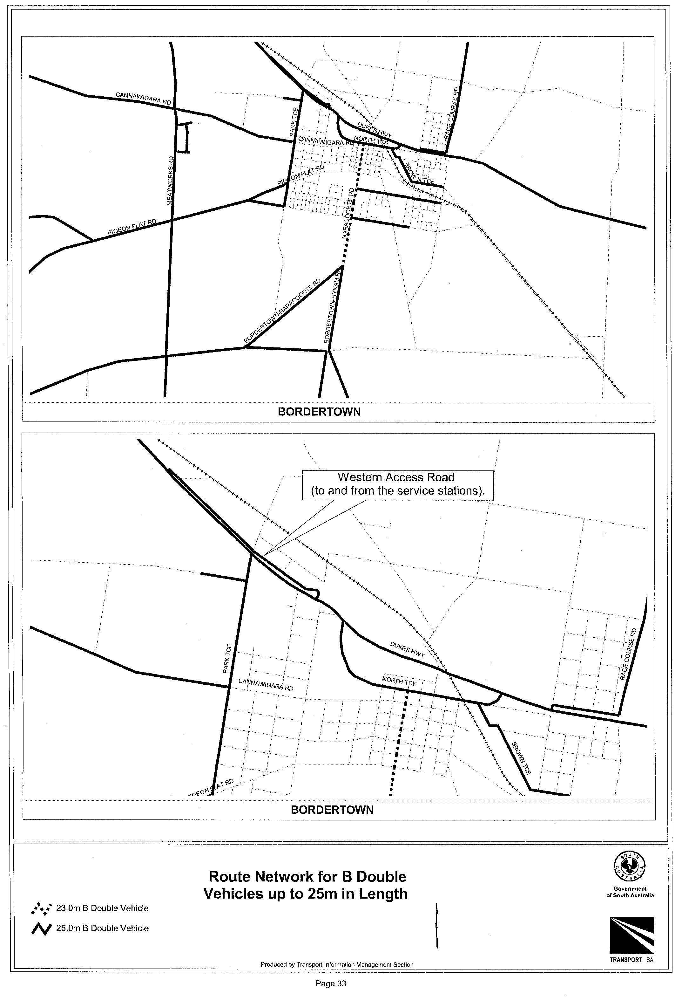 CANNAWIGARA RD
PARK TCE
RACE COURSE RD
DUKES HWY
NORTH TCE
CANNAWIGARA RD
MEATWORKS RD
PIGEON FLAT RD
BROWN TCE
NARACOORTE RD
PIGEON FLAT RD
BORDERTOWN-NARACOORTE RD
BORDERTOWN-HYNAM RD
BORDERTOWN
Western Access Road
(to and from the service stations).
DUKES HWY
RACE COURSE RD
PARK TCE
CANNAWIGARA RD
NORTH TCE
BROWN TCE
IGEON FLAT RD
BORDERTOWN
Route Network for B Double
Vehicles up to 25m in Length
23.0m B Double Vehicle
25.0m B Double Vehicle
N
SOUTH
AUSTRALIA
Government
of South Australia
TRANSPORT SA
Produced by Transport Information Management Section
Page 33